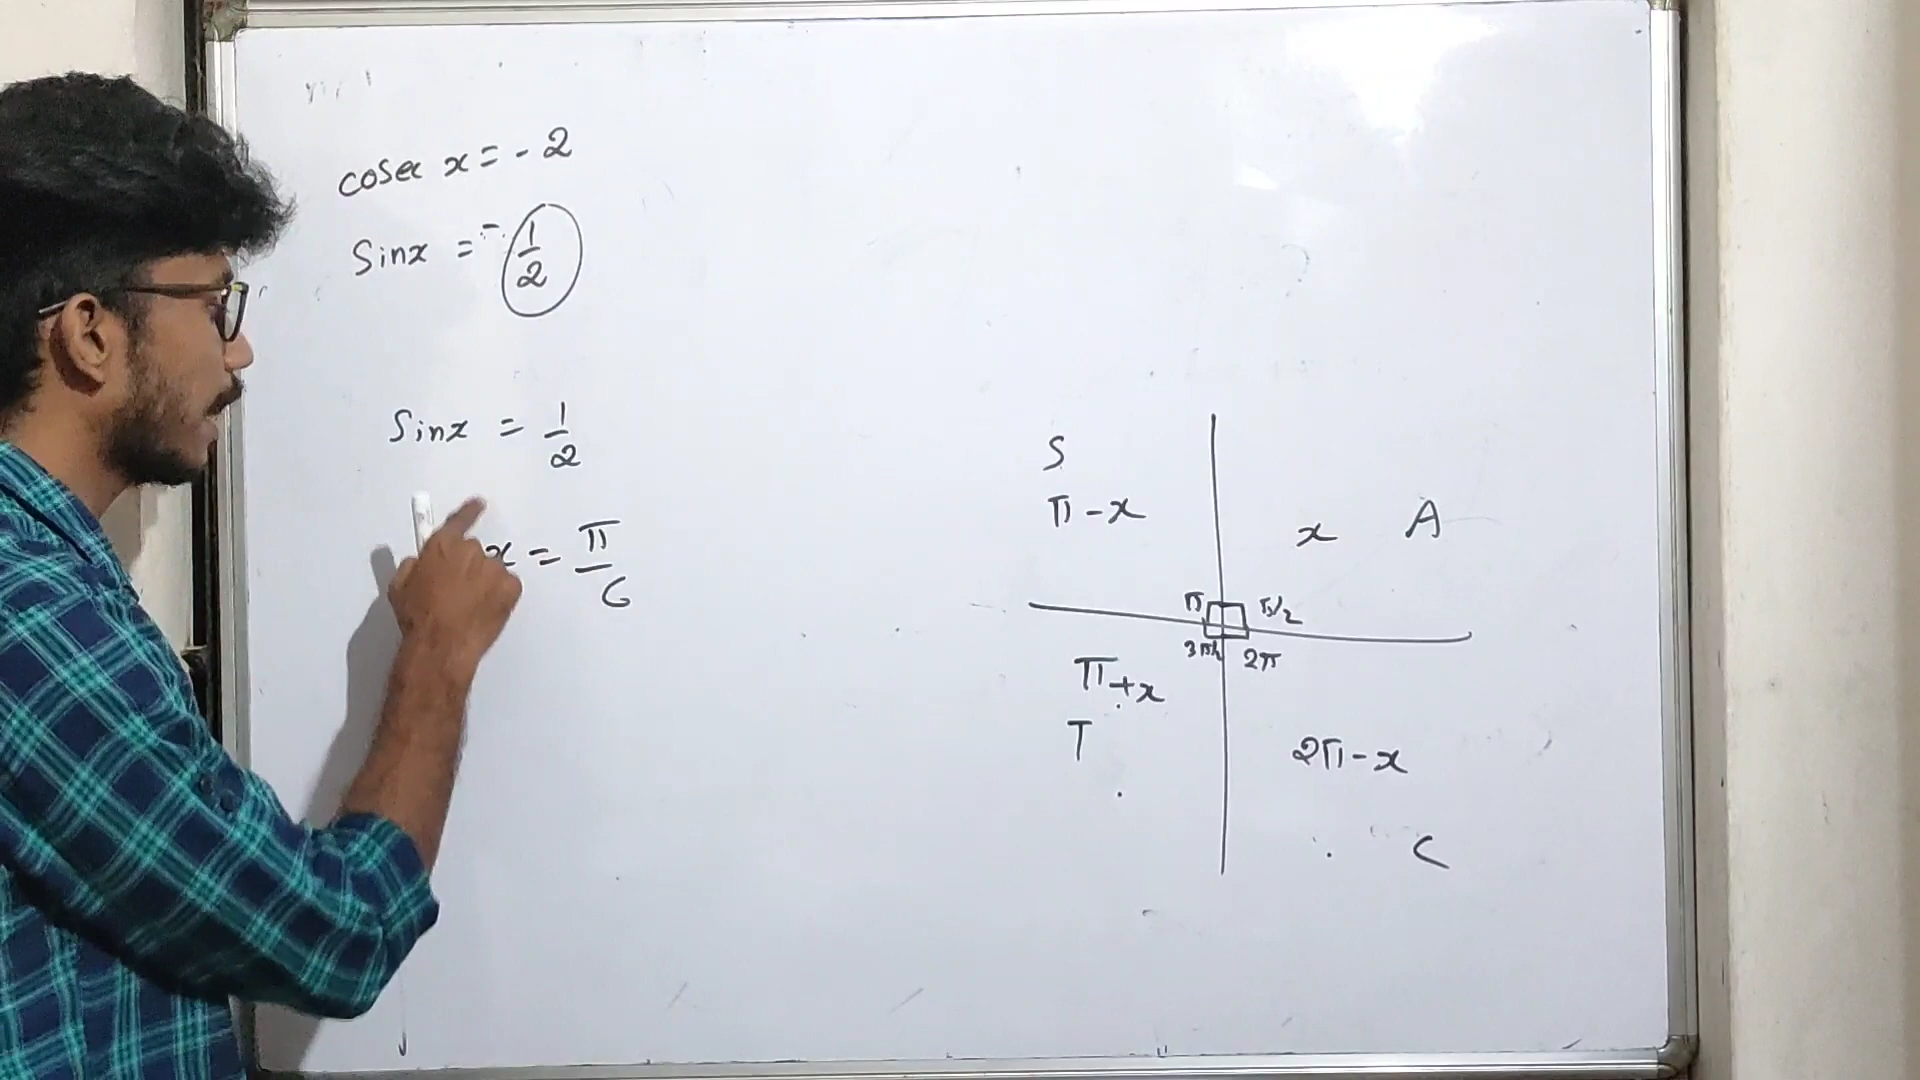 cosec x = - 2
Sinx = - 1/2
Sinx = 1/2
x = π/6
S
π - x
x A
π π/2
3π/2 2π
π + x
T
2π - x
C